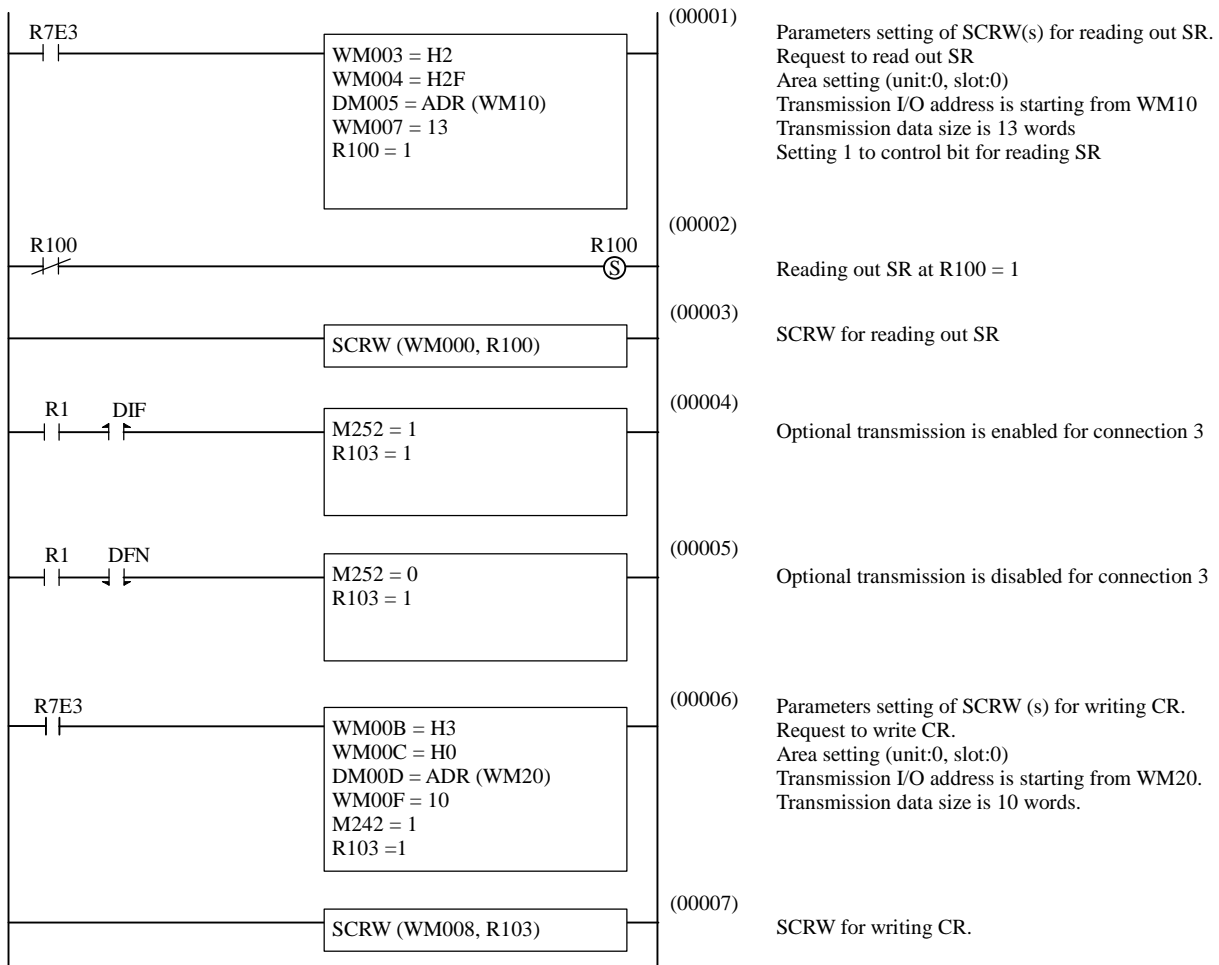 (00001)
R7E3
WM003 = H2
WM004 = H2F
DM005 = ADR (WM10)
WM007 = 13
R100 = 1
Parameters setting of SCRW(s) for reading out SR.
Request to read out SR
Area setting (unit:0, slot:0)
Transmission I/O address is starting from WM10
Transmission data size is 13 words
Setting 1 to control bit for reading SR
(00002)
R100
R100
S
Reading out SR at R100 = 1
(00003)
SCRW (WM000, R100)
SCRW for reading out SR
(00004)
R1 DIF
M252 = 1
R103 = 1
Optional transmission is enabled for connection 3
(00005)
R1 DFN
M252 = 0
R103 = 1
Optional transmission is disabled for connection 3
(00006)
R7E3
WM00B = H3
WM00C = H0
DM00D = ADR (WM20)
WM00F = 10
M242 = 1
R103 =1
Parameters setting of SCRW (s) for writing CR.
Request to write CR.
Area setting (unit:0, slot:0)
Transmission I/O address is starting from WM20.
Transmission data size is 10 words.
(00007)
SCRW (WM008, R103)
SCRW for writing CR.